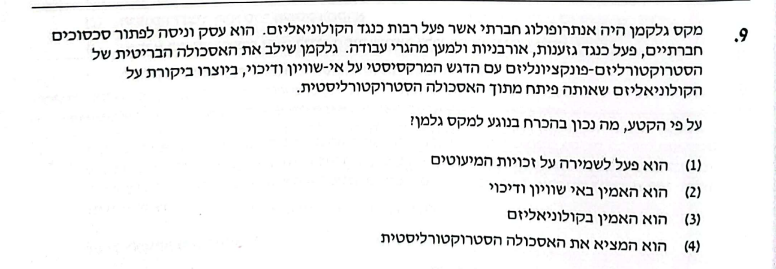 9. מקס גלקמן היה אנתרופולוג חברתי אשר פעל רבות כנגד הקולוניאליזם. הוא עסק וניסה לפתור סכסוכים
חברתיים, פעל כנגד גזענות, אורבניות ולמען מהגרי עבודה. גלקמן שילב את האסכולה הבריטית של
הסטרוקטורליזם-פונקציונליזם עם הדגש המרקסיסטי על אי-שוויון ודיכוי, ביוצרו ביקורת על
הקולוניאליזם שאותה פיתח מתוך האסכולה הסטרוקטורליסטית.
על פי הקטע, מה נכון בהכרח בנוגע למקס גלמן?
(1) הוא פעל לשמירה על זכויות המיעוטים
(2) הוא האמין באי שוויון ודיכוי
(3) הוא האמין בקולוניאליזם
(4) הוא המציא את האסכולה הסטרוקטורליסטית